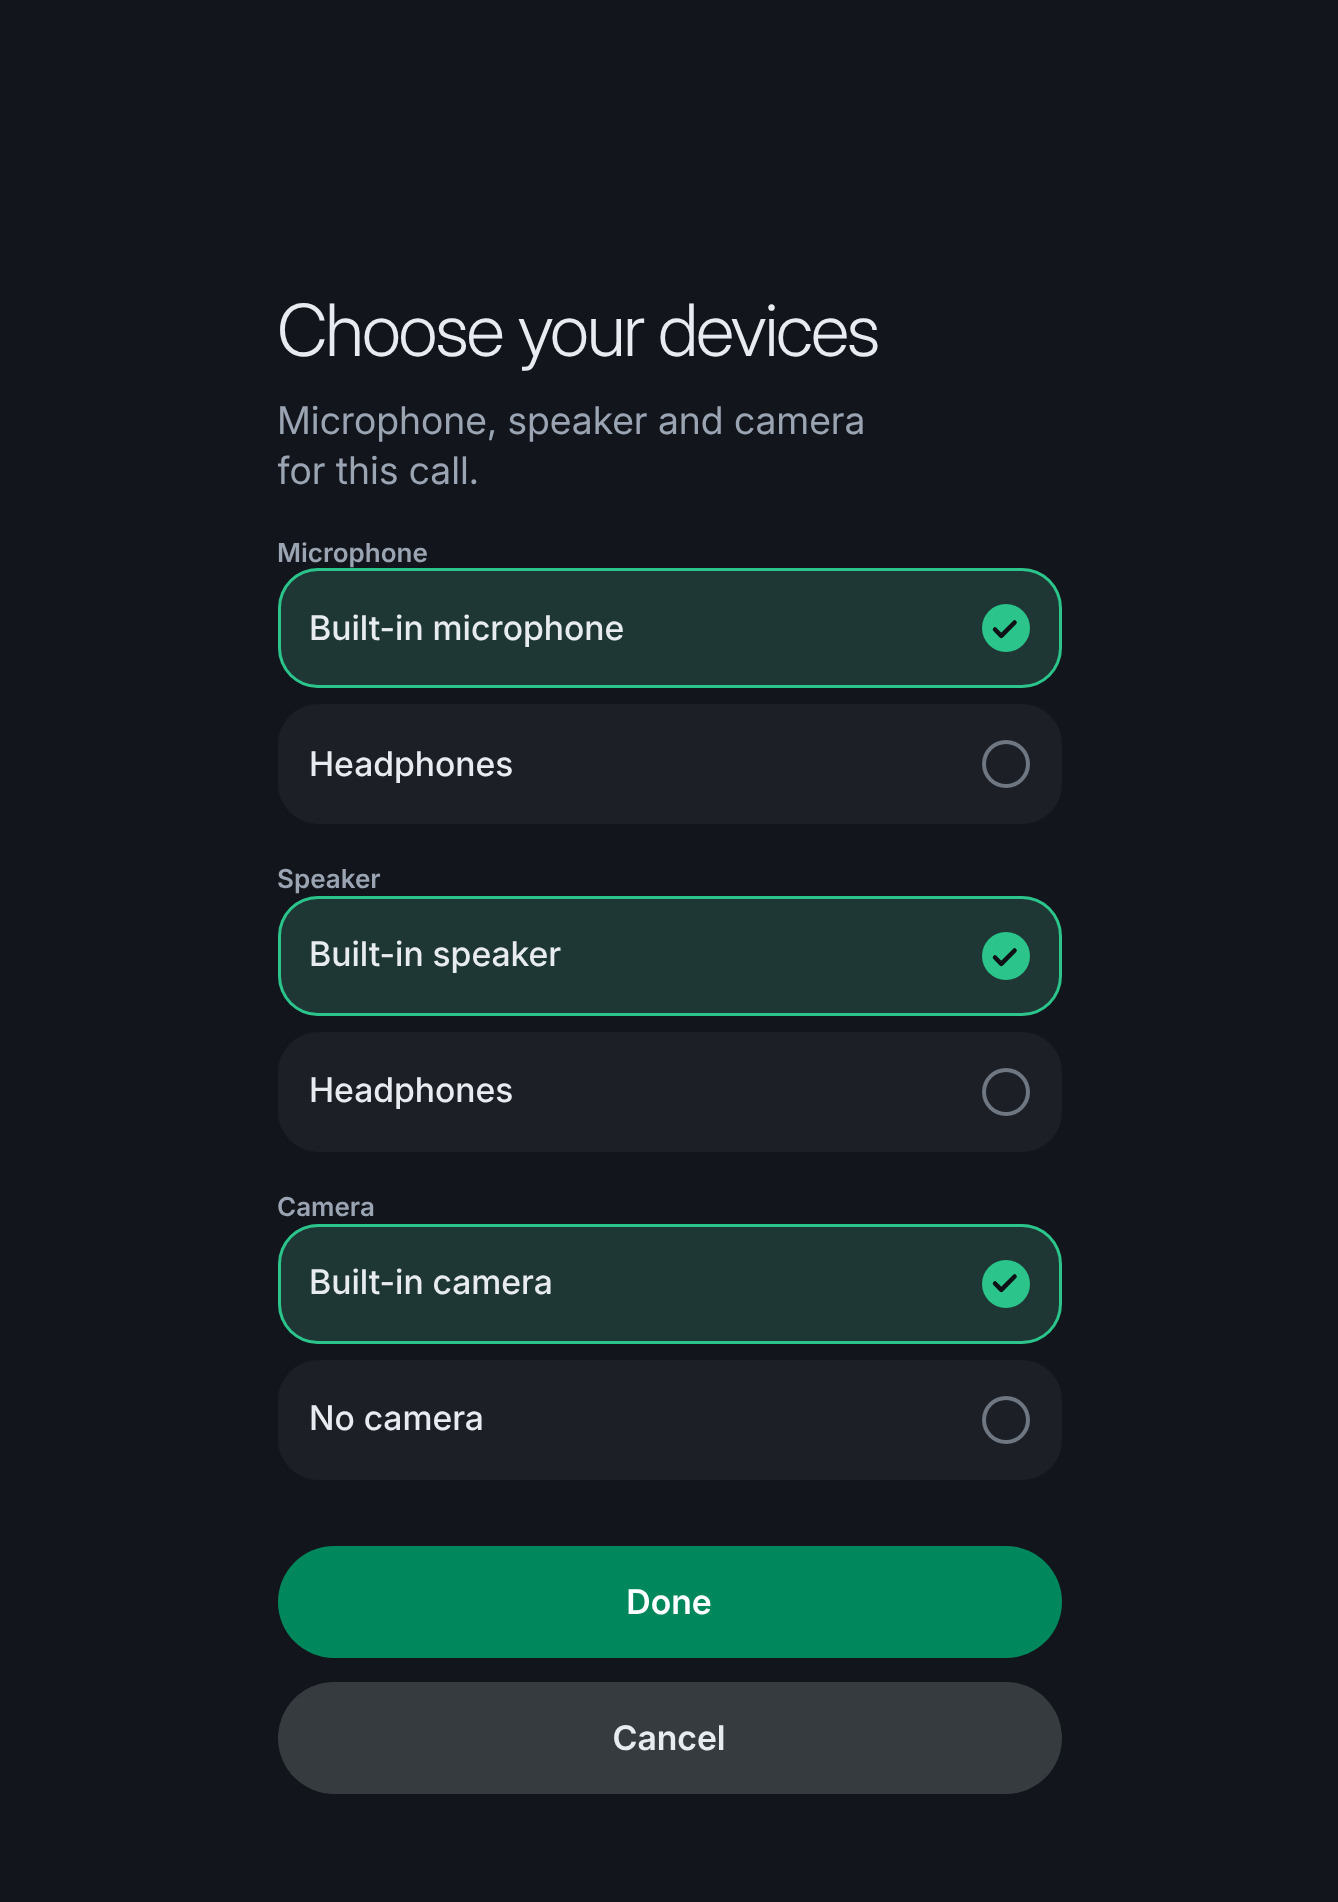 Choose your devices
Microphone, speaker and camera
for this call.
Microphone
Built-in microphone
Headphones
Speaker
Built-in speaker
Headphones
Camera
Built-in camera
No camera
Done
Cancel